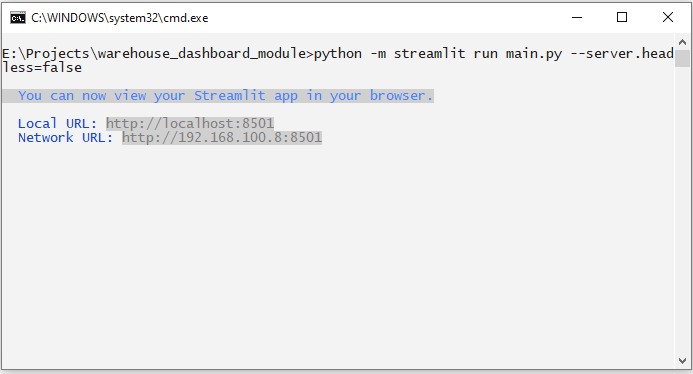 C:\WINDOWS\system32\cmd.exe
E:\Projects\warehouse_dashboard_module>python -m streamlit run main.py --server.head
less=false
You can now view your Streamlit app in your browser.
Local URL: http://localhost:8501
Network URL: http://192.168.100.8:8501